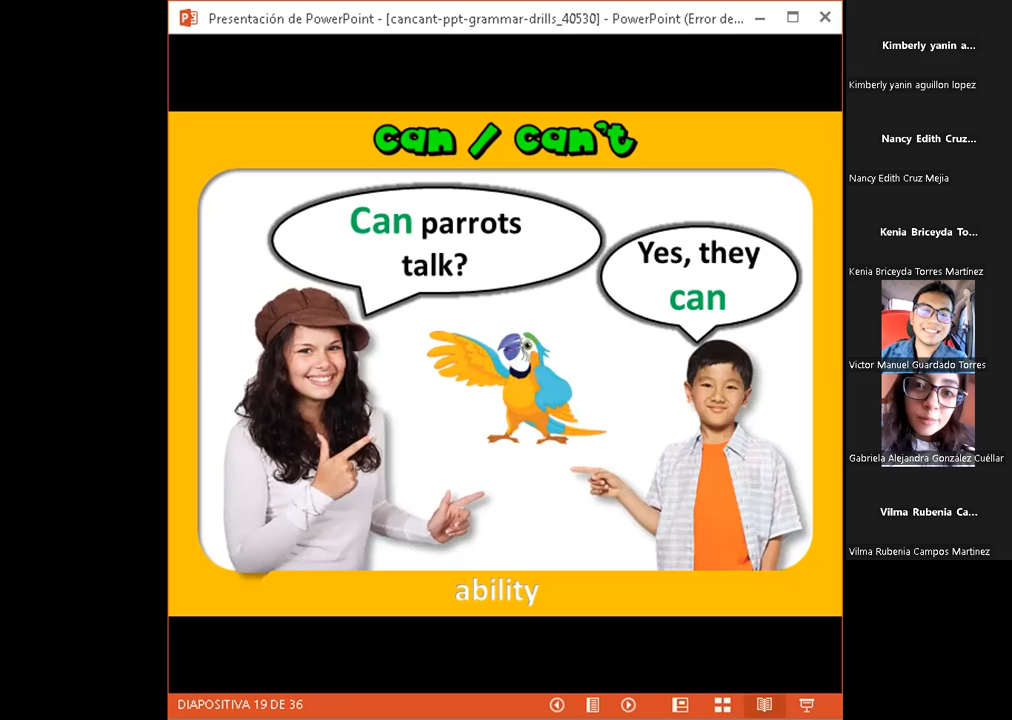 Presentación de PowerPoint - [cancant-ppt-grammar-drills_40530] - PowerPoint (Error de...
can / can't
Can parrots
talk?
Yes, they
can
ability
DIAPOSITIVA 19 DE 36
Kimberly yanin a...
Kimberly yanin aguillon lopez
Nancy Edith Cruz...
Nancy Edith Cruz Mejia
Kenia Briceyda To...
Kenia Briceyda Torres Martínez
Victor Manuel Guardado Torres
Gabriela Alejandra González Cuéllar
Vilma Rubenia Ca...
Vilma Rubenia Campos Martinez